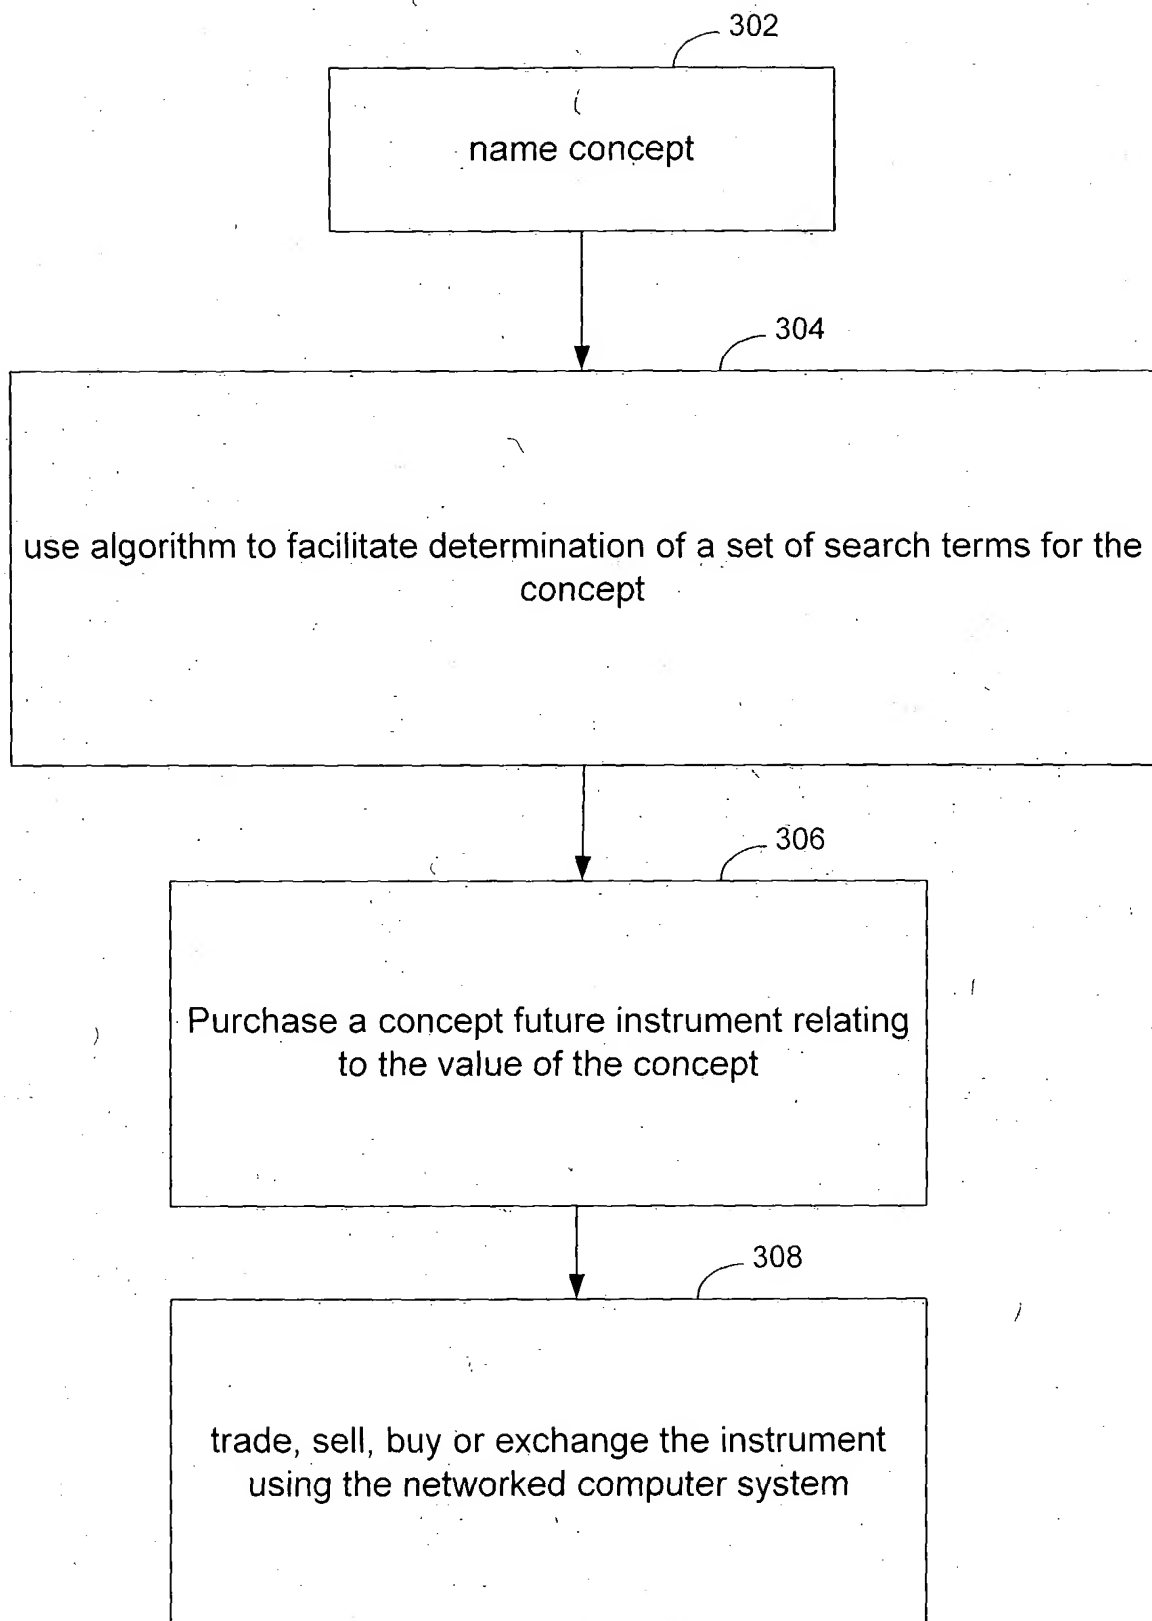 302
name concept
304
use algorithm to facilitate determination of a set of search terms for the
concept
306
Purchase a concept future instrument relating
to the value of the concept
308
trade, sell, buy or exchange the instrument
using the networked computer system